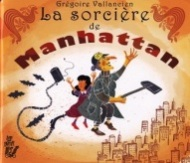 Grégoire Vallancien
La sorcière
de
Manhattan